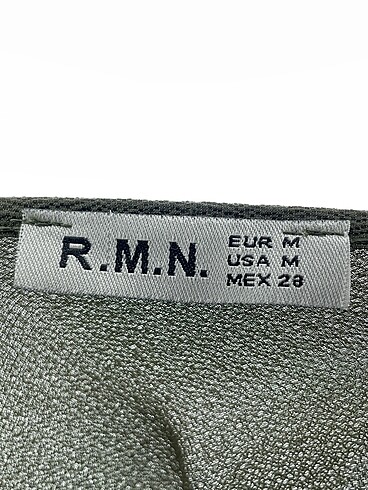 R.M.N.
EUR M
USA M
MEX 28